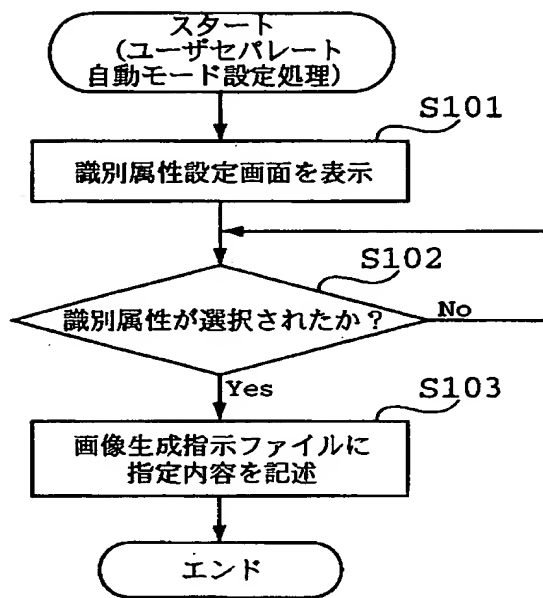 スタート
(ユーザセパレート
自動モード設定処理)
S101
識別属性設定画面を表示
S102
識別属性が選択されたか?
No
Yes
S103
画像生成指示ファイルに
指定内容を記述
エンド